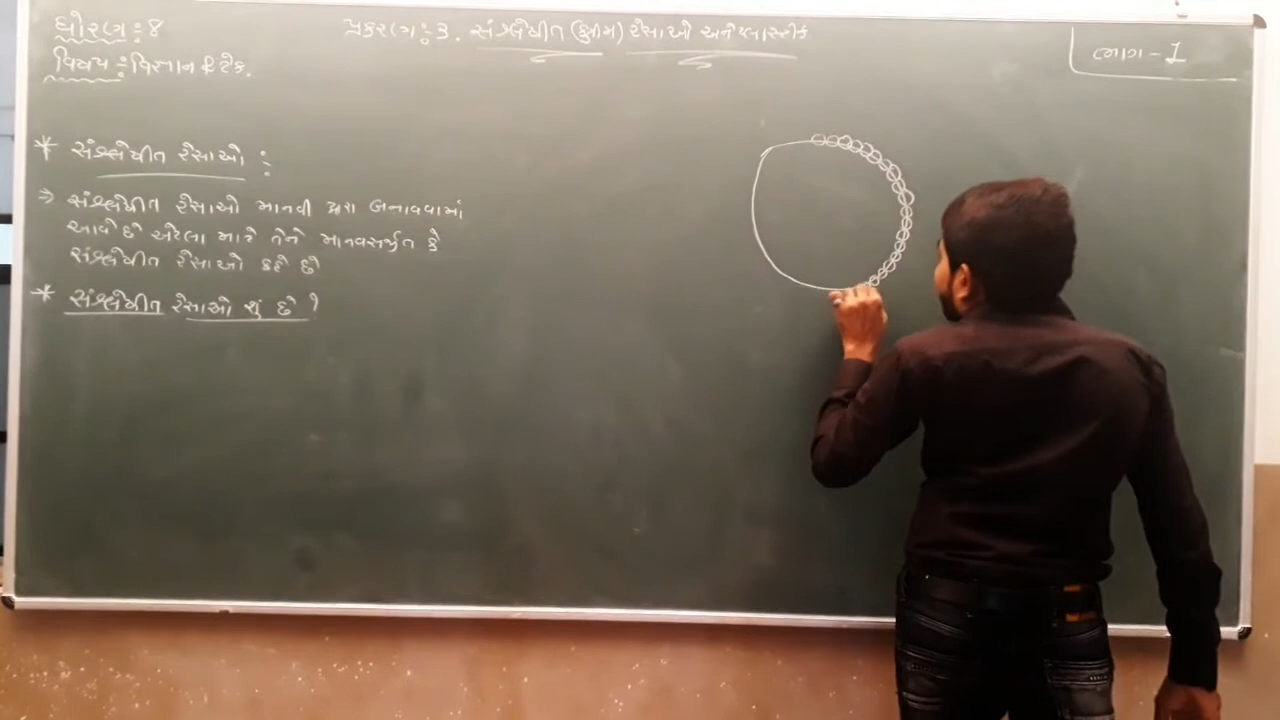 ધોરણ : 8
પ્રકરણ : 3. સંશ્લેષીત (કૃત્રીમ) રેસાઓ અને પ્લાસ્ટીક
ભાગ - 1
વિષય : વિજ્ઞાન & ટેક.
* સંશ્લેષીત રેસાઓ :
→ સંશ્લેષીત રેસાઓ માનવી દ્વારા બનાવવામાં
આવે છે એટલા માટે તેને માનવસર્જીત કે
સંશ્લેષીત રેસાઓ કહે છે
* સંશ્લેષીત રેસાઓ શું છે ?